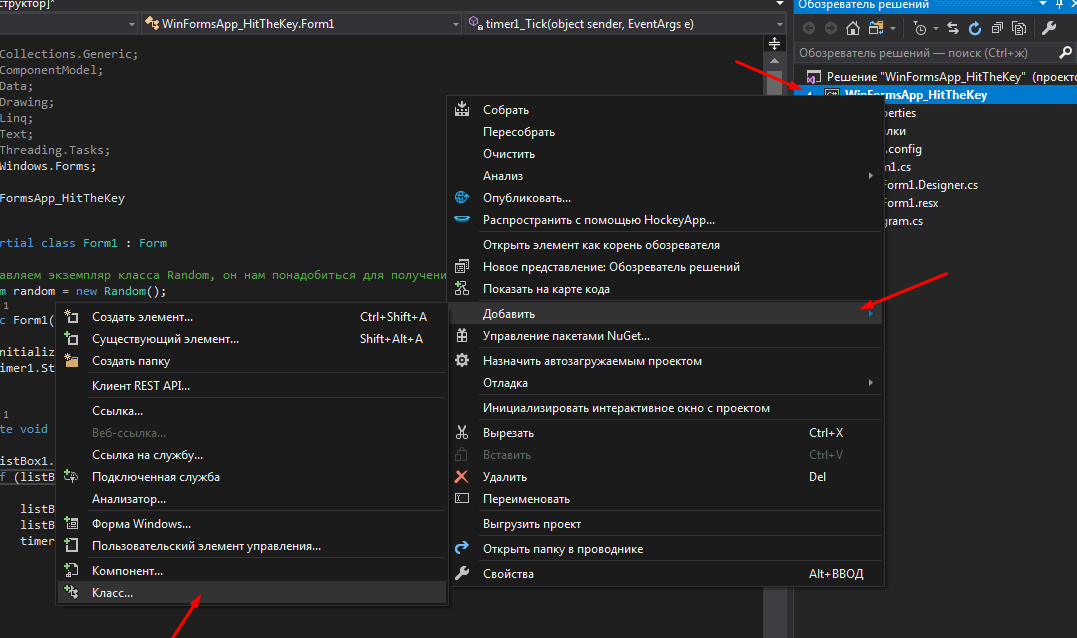 структор]*
Обозреватель решений
WinFormsApp_HitTheKey.Form1
timer1_Tick(object sender, EventArgs e)
Обозреватель решений — поиск (Ctrl+ж)
Решение "WinFormsApp_HitTheKey" (проекто
WinFormsApp_HitTheKey
perties
лки
.config
m1.cs
Form1.Designer.cs
Form1.resx
gram.cs
Collections.Generic;
ComponentModel;
Data;
Drawing;
Linq;
Text;
Threading.Tasks;
Windows.Forms;
FormsApp_HitTheKey
rtial class Form1 : Form
авляем экземпляр класса Random, он нам понадобиться для получени
m random = new Random();
: 1
c Form1(
nitializ
imer1.St
: 1
te void
istBox1.
f (listB
listB
listB
timer
Собрать
Пересобрать
Очистить
Анализ
Опубликовать...
Распространить с помощью HockeyApp...
Открыть элемент как корень обозревателя
Новое представление: Обозреватель решений
Показать на карте кода
Добавить
Управление пакетами NuGet...
Назначить автозагружаемым проектом
Отладка
Инициализировать интерактивное окно с проектом
Вырезать Ctrl+X
Вставить Ctrl+V
Удалить Del
Переименовать
Выгрузить проект
Открыть папку в проводнике
Свойства Alt+ВВОД
Создать элемент... Ctrl+Shift+A
Существующий элемент... Shift+Alt+A
Создать папку
Клиент REST API...
Ссылка...
Веб-ссылка...
Ссылка на службу...
Подключенная служба
Анализатор...
Форма Windows...
Пользовательский элемент управления...
Компонент...
Класс...